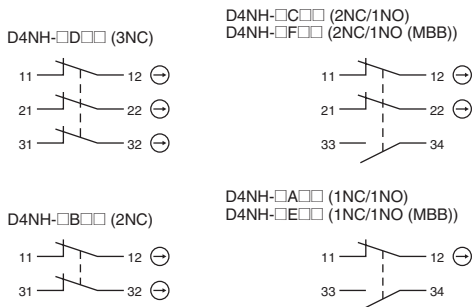 D4NH-□D□□ (3NC)
11 12
21 22
31 32
D4NH-□C□□ (2NC/1NO)
D4NH-□F□□ (2NC/1NO (MBB))
11 12
21 22
33 34
D4NH-□B□□ (2NC)
11 12
31 32
D4NH-□A□□ (1NC/1NO)
D4NH-□E□□ (1NC/1NO (MBB))
11 12
33 34